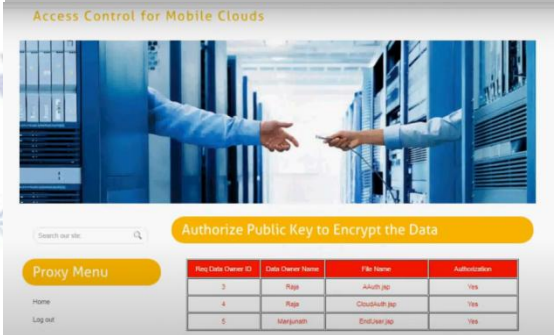 Access Control for Mobile Clouds
Search our site:
Authorize Public Key to Encrypt the Data
Proxy Menu
Home
Log out
Req Data Owner ID Data Owner Name File Name Authorization
3 Raja AAuth.jsp Yes
4 Raja CloudAuth.jsp Yes
5 Manjunath EndUser.jsp Yes